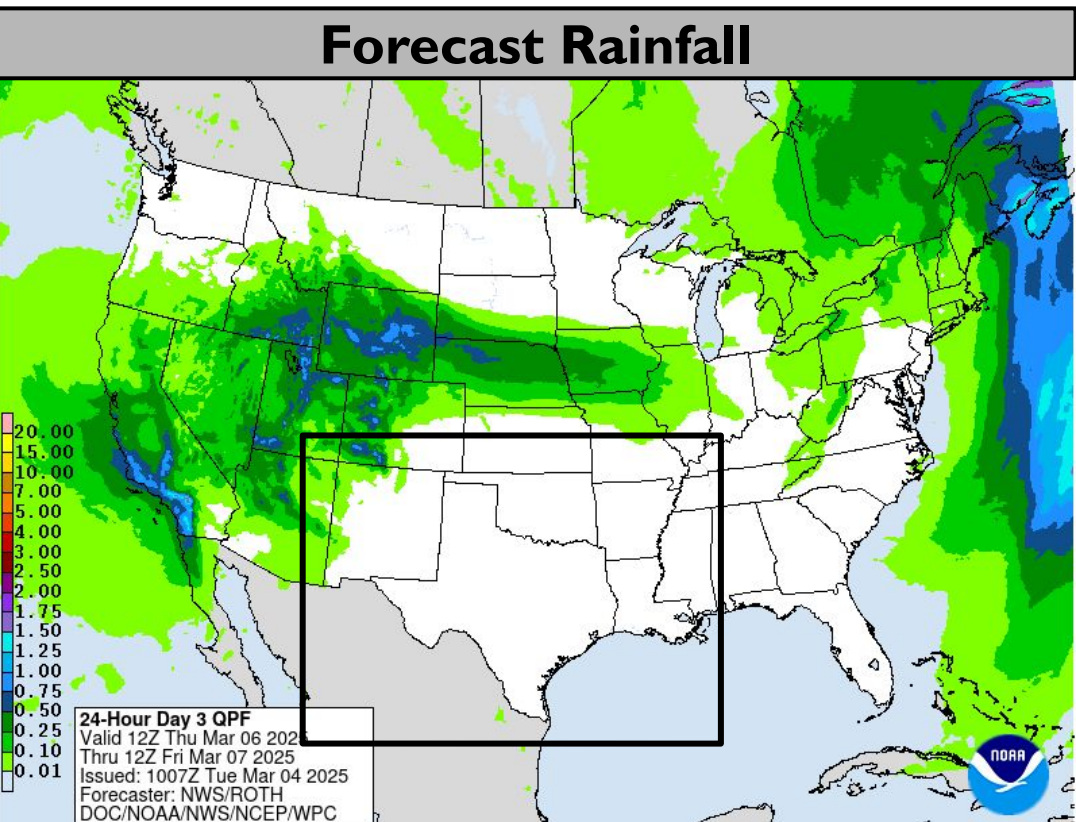 Forecast Rainfall
20.00
15.00
10.00
7.00
5.00
4.00
3.00
2.50
2.00
1.75
1.50
1.25
1.00
0.75
0.50
0.25
0.10
0.01
24-Hour Day 3 QPF
Valid 12Z Thu Mar 06 2025
Thru 12Z Fri Mar 07 2025
Issued: 1007Z Tue Mar 04 2025
Forecaster: NWS/ROTH
DOC/NOAA/NWS/NCEP/WPC
NOAA